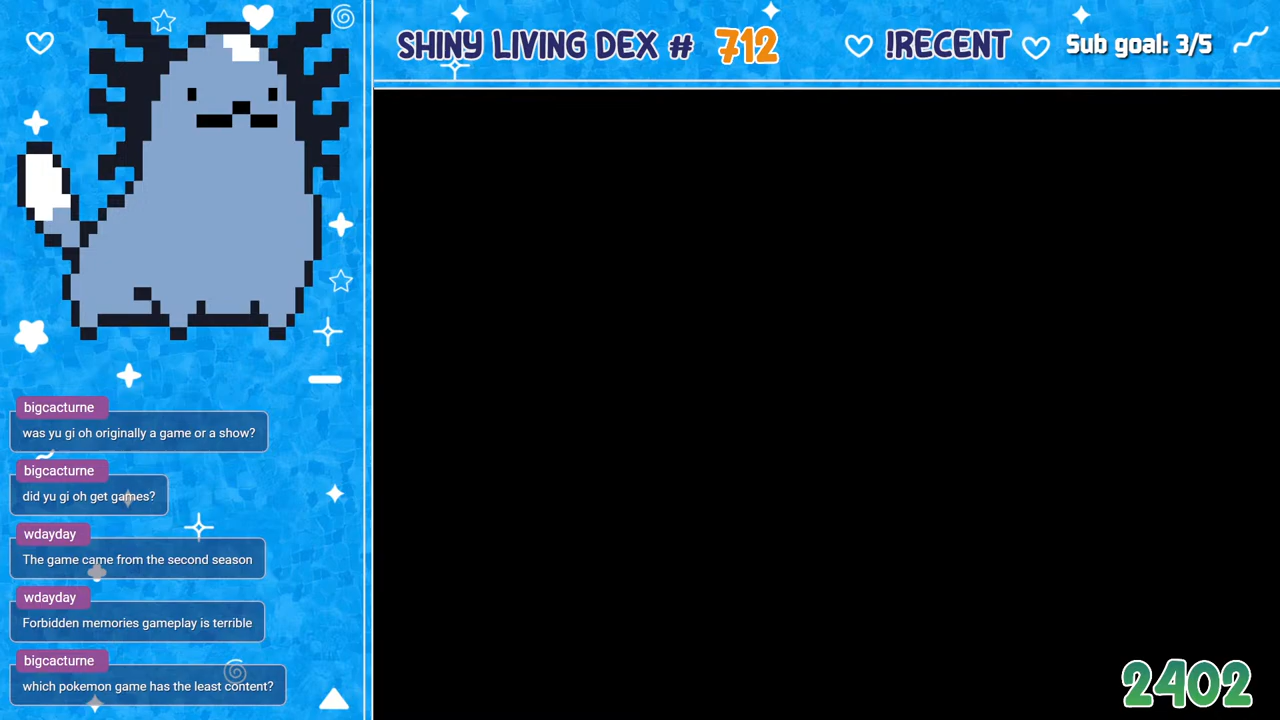 SHINY LIVING DEX # 712 !RECENT Sub goal: 3/5
bigcacturne
was yu gi oh originally a game or a show?
bigcacturne
did yu gi oh get games?
wdayday
The game came from the second season
wdayday
Forbidden memories gameplay is terrible
bigcacturne
which pokemon game has the least content?
2402